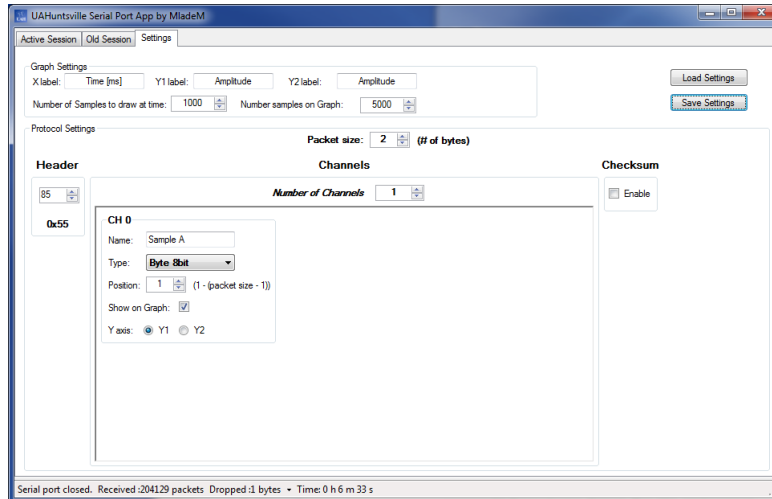 UAHuntsville Serial Port App by MladeM
Active Session Old Session Settings
Graph Settings
X label: Time [ms] Y1 label: Amplitude Y2 label: Amplitude
Load Settings
Number of Samples to draw at time: 1000 Number samples on Graph: 5000
Save Settings
Protocol Settings
Packet size: 2 (# of bytes)
Header Channels Checksum
85 Number of Channels 1 Enable
0x55
CH 0
Name: Sample A
Type: Byte 8bit
Position: 1 (1 - (packet size - 1))
Show on Graph:
Y axis: Y1 Y2
Serial port closed. Received :204129 packets Dropped :1 bytes Time: 0 h 6 m 33 s